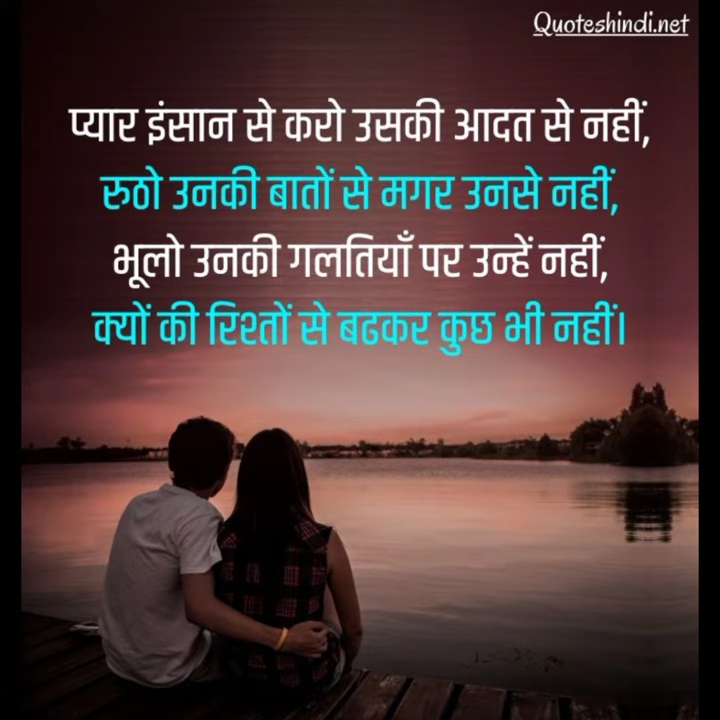 Quoteshindi.net
प्यार इंसान से करो उसकी आदत से नहीं,
रुठो उनकी बातों से मगर उनसे नहीं,
भूलो उनकी गलतियाँ पर उन्हें नहीं,
क्यों की रिश्तों से बढकर कुछ भी नहीं।